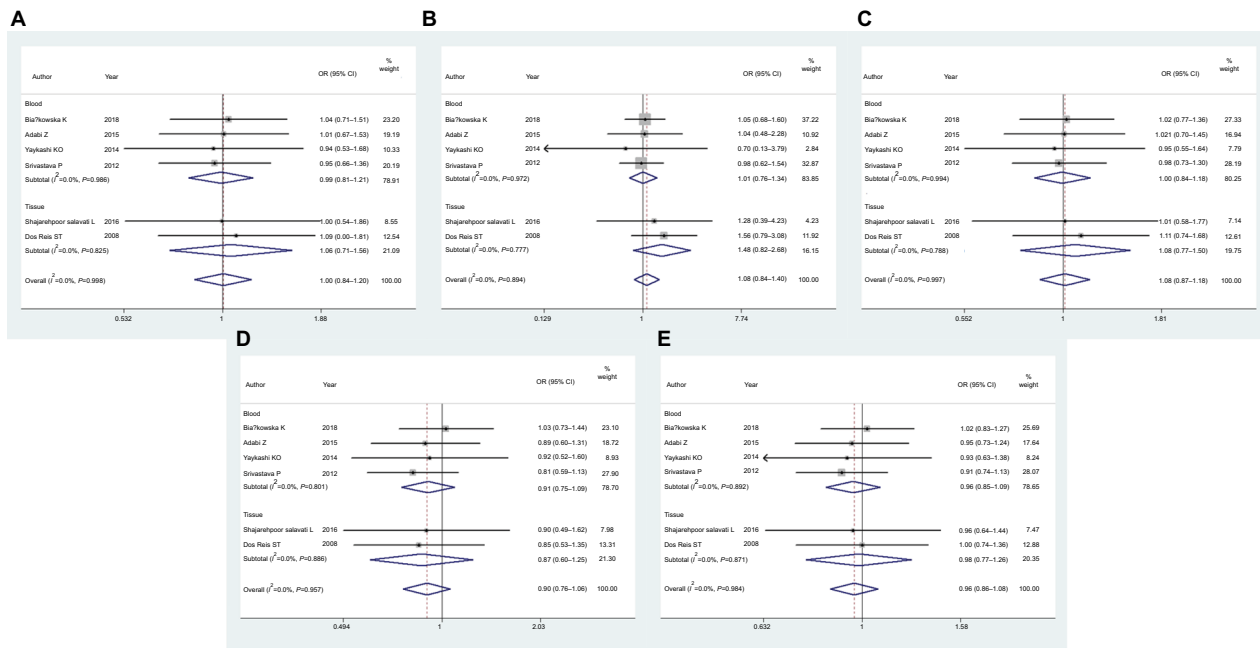 A
Author Year OR (95% CI) % weight
Blood
Bia?kowska K 2018 1.04 (0.71–1.51) 23.20
Adabi Z 2015 1.01 (0.67–1.53) 19.19
Yaykashi KO 2014 0.94 (0.53–1.68) 10.33
Srivastava P 2012 0.95 (0.66–1.36) 20.19
Subtotal (I²=0.0%, P=0.986) 0.99 (0.81–1.21) 78.91
Tissue
Shajarehpoor salavati L 2016 1.00 (0.54–1.86) 8.55
Dos Reis ST 2008 1.09 (0.00–1.81) 12.54
Subtotal (I²=0.0%, P=0.825) 1.06 (0.71–1.56) 21.09
Overall (I²=0.0%, P=0.998) 1.00 (0.84–1.20) 100.00
0.532 1 1.88
B
Author Year OR (95% CI) % weight
Blood
Bia?kowska K 2018 1.05 (0.68–1.60) 37.22
Adabi Z 2015 1.04 (0.48–2.28) 10.92
Yaykashi KO 2014 0.70 (0.13–3.79) 2.84
Srivastava P 2012 0.98 (0.62–1.54) 32.87
Subtotal (I²=0.0%, P=0.972) 1.01 (0.76–1.34) 83.85
Tissue
Shajarehpoor salavati L 2016 1.28 (0.39–4.23) 4.23
Dos Reis ST 2008 1.56 (0.79–3.08) 11.92
Subtotal (I²=0.0%, P=0.777) 1.48 (0.82–2.68) 16.15
Overall (I²=0.0%, P=0.894) 1.08 (0.84–1.40) 100.00
0.129 1 7.74
C
Author Year OR (95% CI) % weight
Blood
Bia?kowska K 2018 1.02 (0.77–1.36) 27.33
Adabi Z 2015 1.021 (0.70–1.45) 16.94
Yaykashi KO 2014 0.95 (0.55–1.64) 7.79
Srivastava P 2012 0.98 (0.73–1.30) 28.19
Subtotal (I²=0.0%, P=0.994) 1.00 (0.84–1.18) 80.25
Tissue
Shajarehpoor salavati L 2016 1.01 (0.58–1.77) 7.14
Dos Reis ST 2008 1.11 (0.74–1.68) 12.61
Subtotal (I²=0.0%, P=0.788) 1.08 (0.77–1.50) 19.75
Overall (I²=0.0%, P=0.997) 1.08 (0.87–1.18) 100.00
0.552 1 1.81
D
Author Year OR (95% CI) % weight
Blood
Bia?kowska K 2018 1.03 (0.73–1.44) 23.10
Adabi Z 2015 0.89 (0.60–1.31) 18.72
Yaykashi KO 2014 0.92 (0.52–1.60) 8.93
Srivastava P 2012 0.81 (0.59–1.13) 27.90
Subtotal (I²=0.0%, P=0.801) 0.91 (0.75–1.09) 78.70
Tissue
Shajarehpoor salavati L 2016 0.90 (0.49–1.62) 7.98
Dos Reis ST 2008 0.85 (0.53–1.35) 13.31
Subtotal (I²=0.0%, P=0.886) 0.87 (0.60–1.25) 21.30
Overall (I²=0.0%, P=0.957) 0.90 (0.76–1.06) 100.00
0.494 1 2.03
E
Author Year OR (95% CI) % weight
Blood
Bia?kowska K 2018 1.02 (0.83–1.27) 25.69
Adabi Z 2015 0.95 (0.73–1.24) 17.64
Yaykashi KO 2014 0.93 (0.63–1.38) 8.24
Srivastava P 2012 0.91 (0.74–1.13) 28.07
Subtotal (I²=0.0%, P=0.892) 0.96 (0.85–1.09) 78.65
Tissue
Shajarehpoor salavati L 2016 0.96 (0.64–1.44) 7.47
Dos Reis ST 2008 1.00 (0.74–1.36) 12.88
Subtotal (I²=0.0%, P=0.871) 0.98 (0.77–1.26) 20.35
Overall (I²=0.0%, P=0.984) 0.96 (0.86–1.08) 100.00
0.632 1 1.58